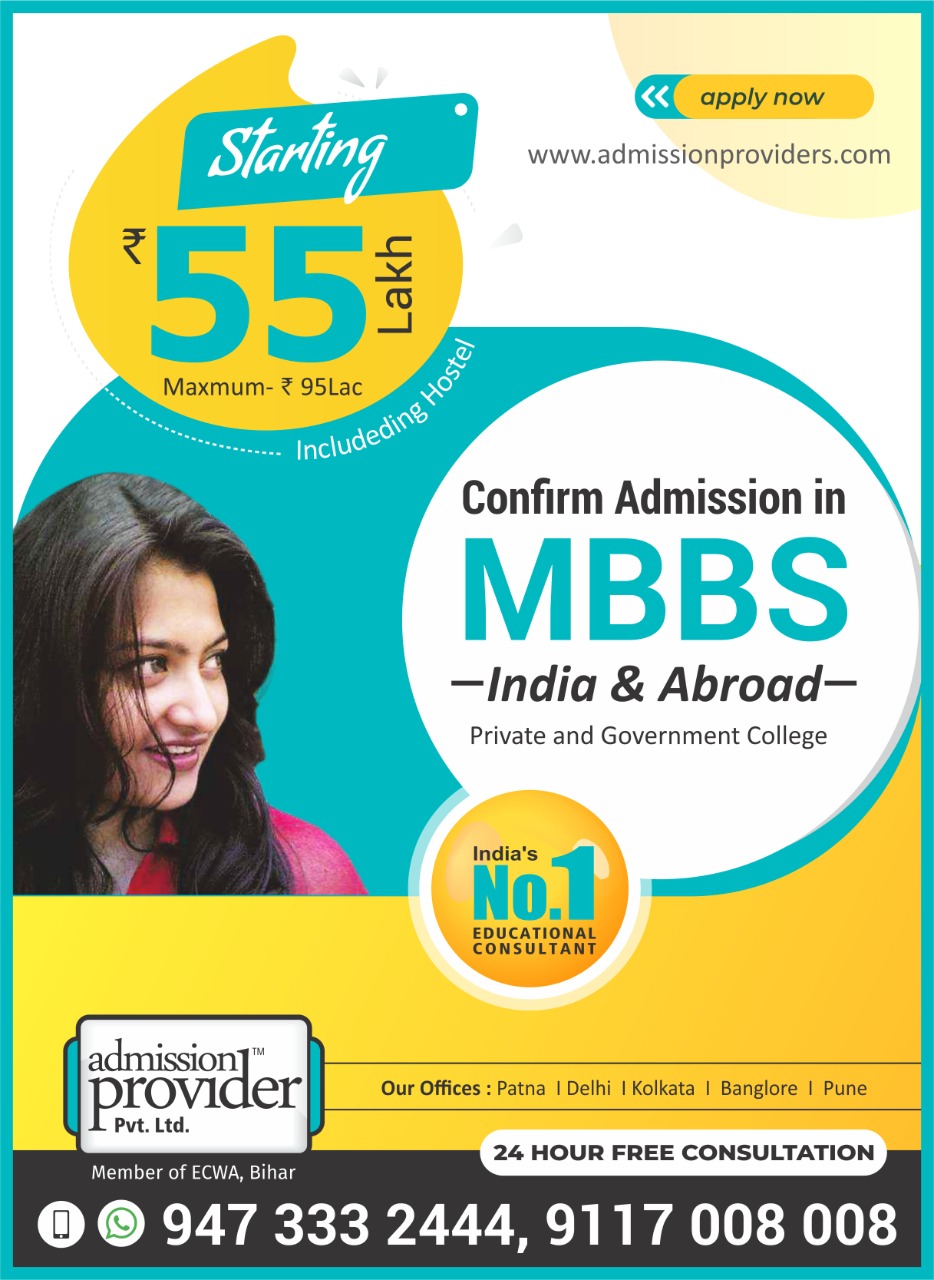 Starting
₹ 55 Lakh
Maxmum- ₹ 95Lac
Includeding Hostel
apply now
www.admissionproviders.com
Confirm Admission in
MBBS
India & Abroad
Private and Government College
India's
No.1
EDUCATIONAL
CONSULTANT
admission
provider
TM
Pvt. Ltd.
Member of ECWA, Bihar
Our Offices : Patna I Delhi I Kolkata I Banglore I Pune
24 HOUR FREE CONSULTATION
947 333 2444, 9117 008 008